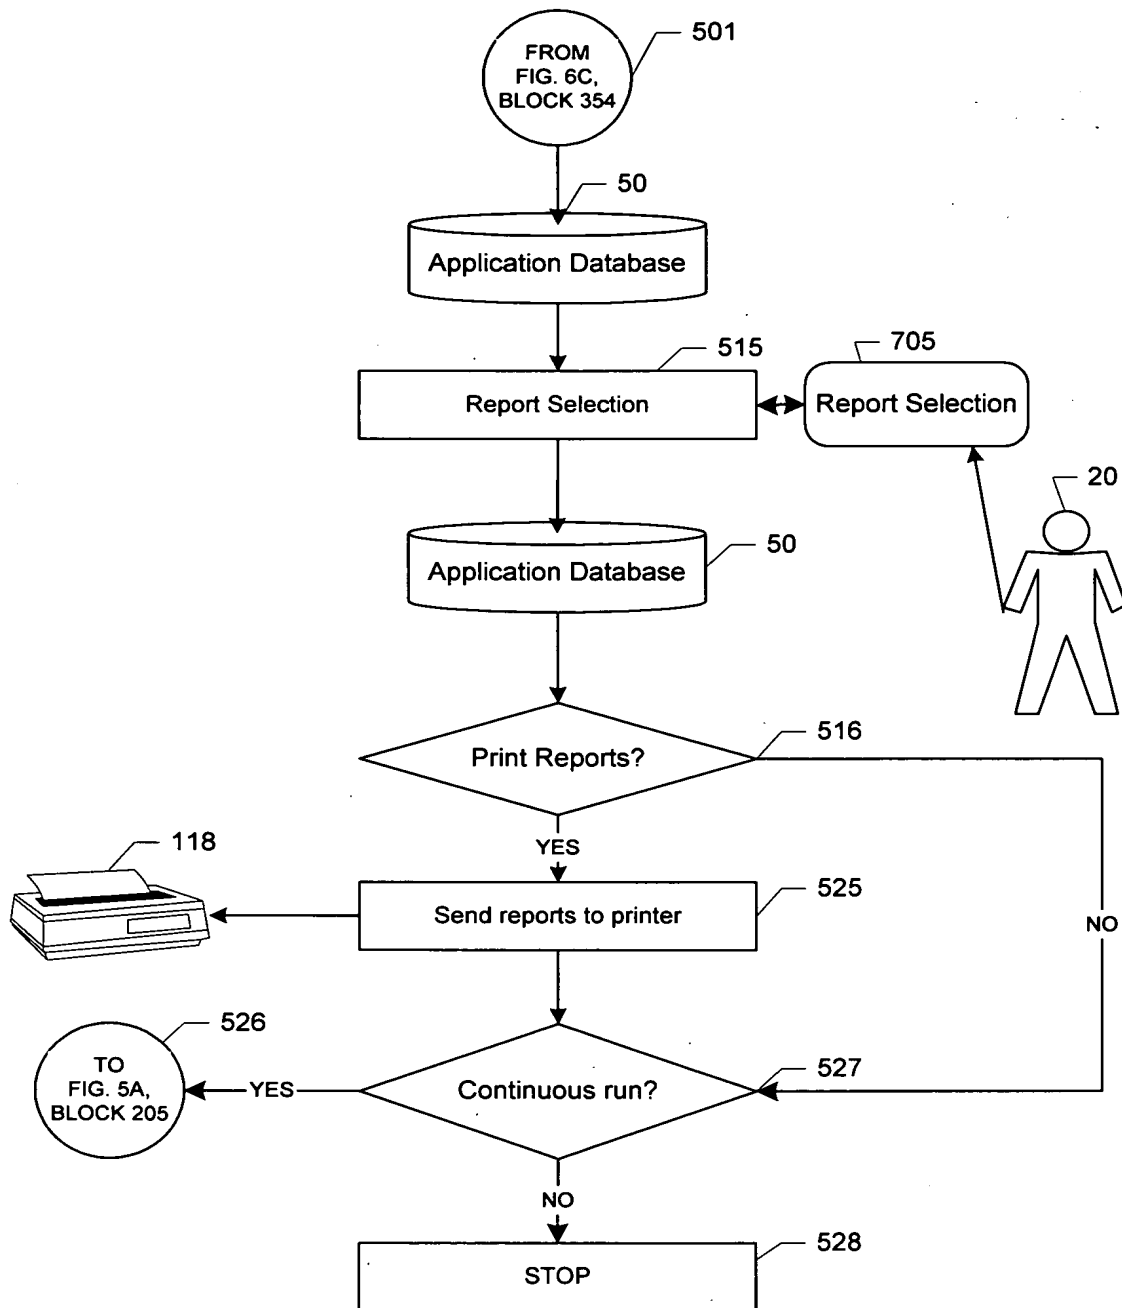 FROM
FIG. 6C,
BLOCK 354
501
50
Application Database
515
705
Report Selection
Report Selection
20
50
Application Database
516
Print Reports?
YES
118
525
Send reports to printer
NO
526
TO
FIG. 5A,
BLOCK 205
YES
527
Continuous run?
NO
528
STOP